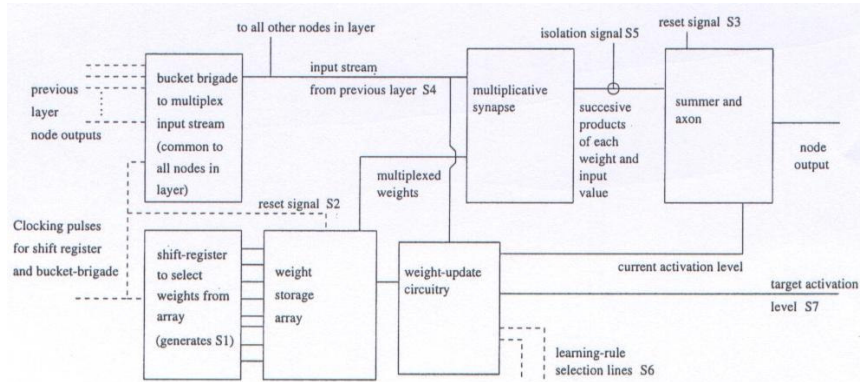 to all other nodes in layer
reset signal S3
isolation signal S5
previous
layer
node outputs
bucket brigade
to multiplex
input stream
(common to
all nodes in
layer)
input stream
from previous layer S4
multiplicative
synapse
succesive
products
of each
weight and
input
value
summer and
axon
node
output
multiplexed
weights
reset signal S2
Clocking pulses
for shift register
and bucket-brigade
shift-register
to select
weights from
array
(generates S1)
weight
storage
array
weight-update
circuitry
current activation level
target activation
level S7
learning-rule
selection lines S6